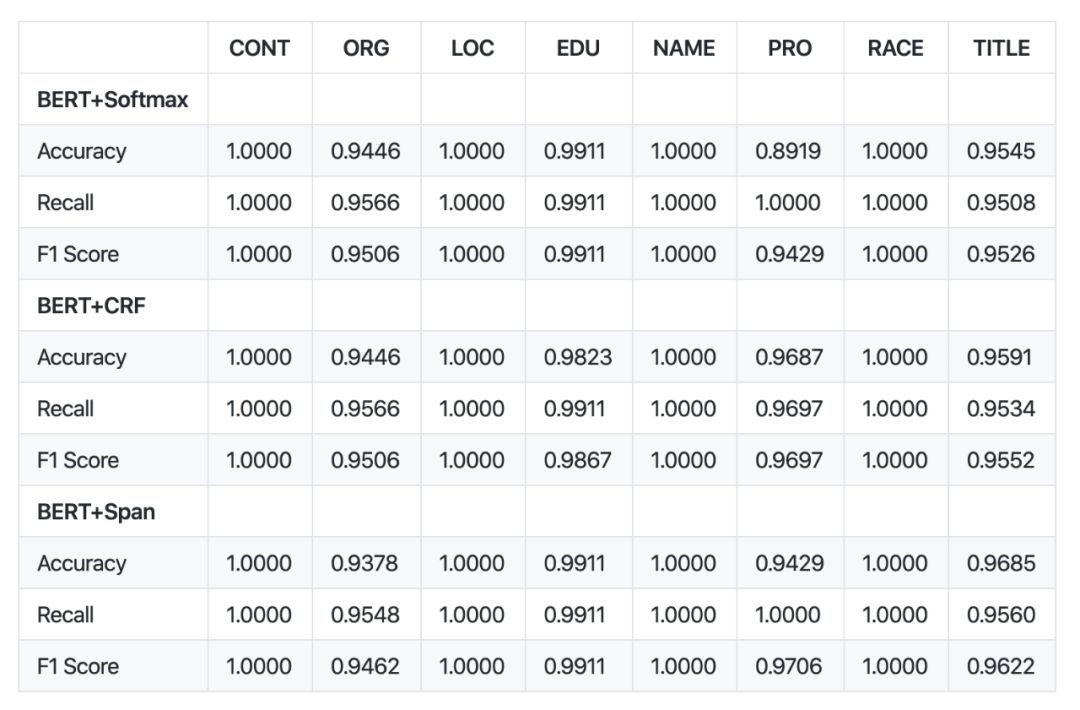 CONT ORG LOC EDU NAME PRO RACE TITLE
BERT+Softmax
Accuracy 1.0000 0.9446 1.0000 0.9911 1.0000 0.8919 1.0000 0.9545
Recall 1.0000 0.9566 1.0000 0.9911 1.0000 1.0000 1.0000 0.9508
F1 Score 1.0000 0.9506 1.0000 0.9911 1.0000 0.9429 1.0000 0.9526
BERT+CRF
Accuracy 1.0000 0.9446 1.0000 0.9823 1.0000 0.9687 1.0000 0.9591
Recall 1.0000 0.9566 1.0000 0.9911 1.0000 0.9697 1.0000 0.9534
F1 Score 1.0000 0.9506 1.0000 0.9867 1.0000 0.9697 1.0000 0.9552
BERT+Span
Accuracy 1.0000 0.9378 1.0000 0.9911 1.0000 0.9429 1.0000 0.9685
Recall 1.0000 0.9548 1.0000 0.9911 1.0000 1.0000 1.0000 0.9560
F1 Score 1.0000 0.9462 1.0000 0.9911 1.0000 0.9706 1.0000 0.9622